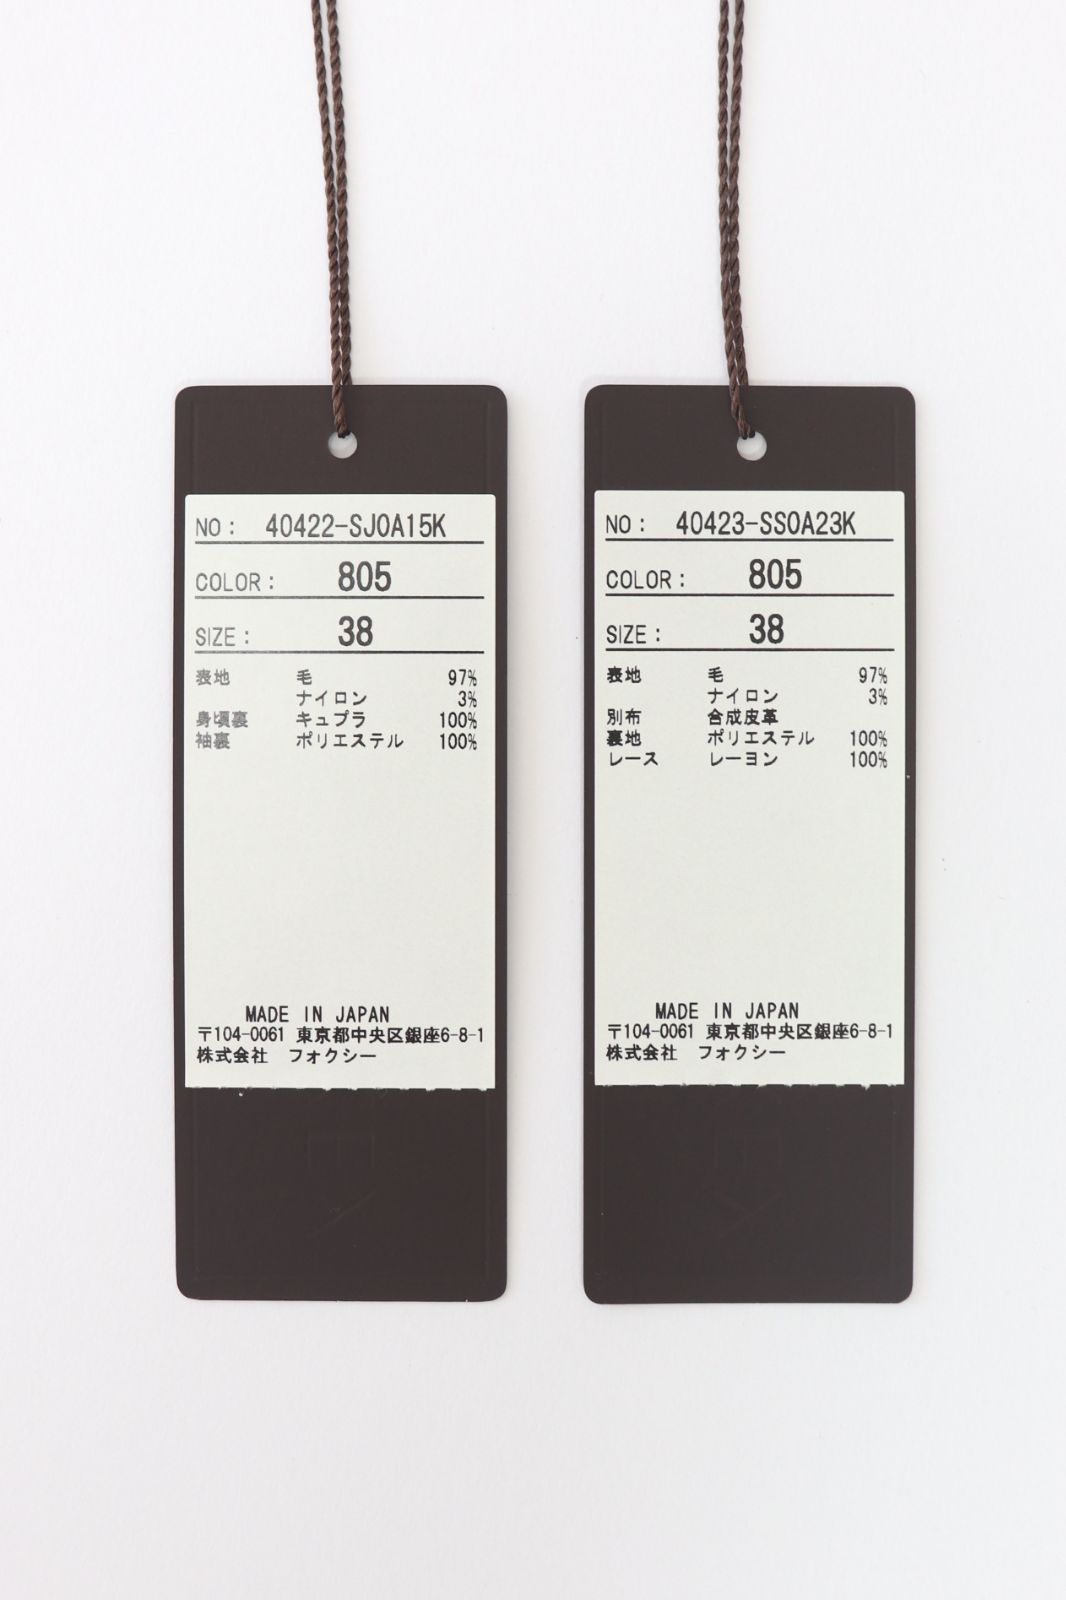 NO： 40422-SJOA15K
COLOR： 805
SIZE： 38
表地 毛 97%
ナイロン 3%
身頃裏 キュプラ 100%
袖裏 ポリエステル 100%
MADE IN JAPAN
〒104-0061 東京都中央区銀座6-8-1
株式会社 フォクシー
NO： 40423-SSOA23K
COLOR： 805
SIZE： 38
表地 毛 97%
ナイロン 3%
別布 合成皮革
裏地 ポリエステル 100%
レース レーヨン 100%
MADE IN JAPAN
〒104-0061 東京都中央区銀座6-8-1
株式会社 フォクシー